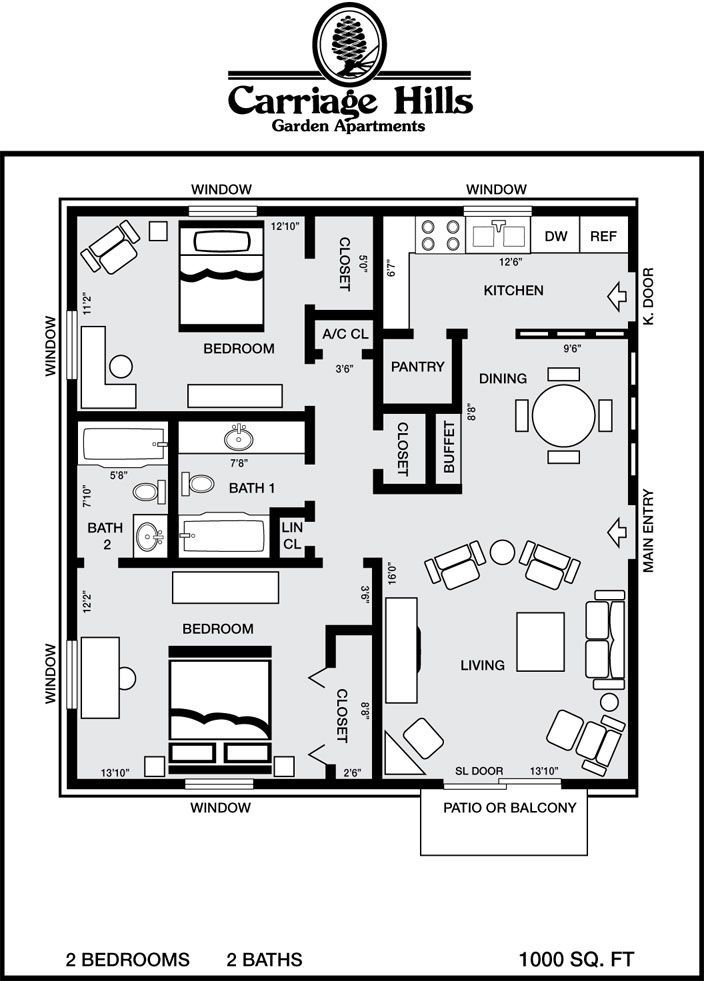 Carriage Hills
Garden Apartments
WINDOW
WINDOW
12'10"
CLOSET
5'0"
6'7"
DW
REF
12'6"
KITCHEN
K. DOOR
11'2"
WINDOW
BEDROOM
A/C CL
3'6"
PANTRY
9'6"
DINING
8'8"
CLOSET
BUFFET
5'8"
7'10"
BATH
2
7'8"
BATH 1
LIN
CL
MAIN ENTRY
12'2"
BEDROOM
3'6"
16'0"
WINDOW
LIVING
CLOSET
8'8"
13'10"
2'6"
SL DOOR
13'10"
WINDOW
PATIO OR BALCONY
2 BEDROOMS
2 BATHS
1000 SQ. FT